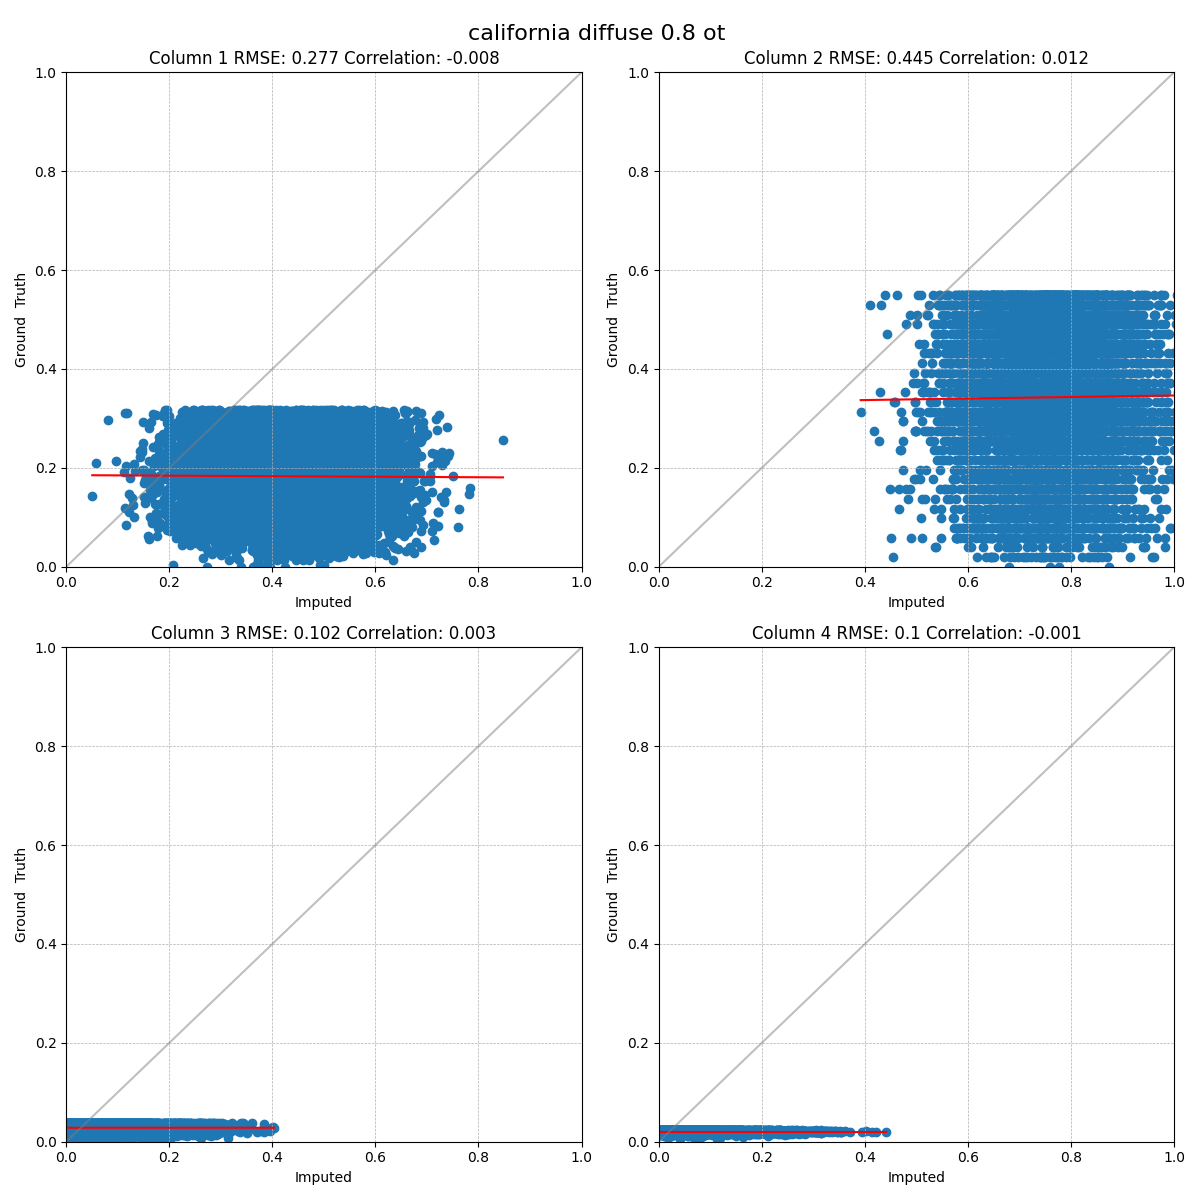 california diffuse 0.8 ot
Column 1 RMSE: 0.277 Correlation: -0.008
1.0
0.8
0.6
0.4
0.2
0.0
Ground Truth
0.0 0.2 0.4 0.6 0.8 1.0
Imputed
Column 2 RMSE: 0.445 Correlation: 0.012
1.0
0.8
0.6
0.4
0.2
0.0
Ground Truth
0.0 0.2 0.4 0.6 0.8 1.0
Imputed
Column 3 RMSE: 0.102 Correlation: 0.003
1.0
0.8
0.6
0.4
0.2
0.0
Ground Truth
0.0 0.2 0.4 0.6 0.8 1.0
Imputed
Column 4 RMSE: 0.1 Correlation: -0.001
1.0
0.8
0.6
0.4
0.2
0.0
Ground Truth
0.0 0.2 0.4 0.6 0.8 1.0
Imputed